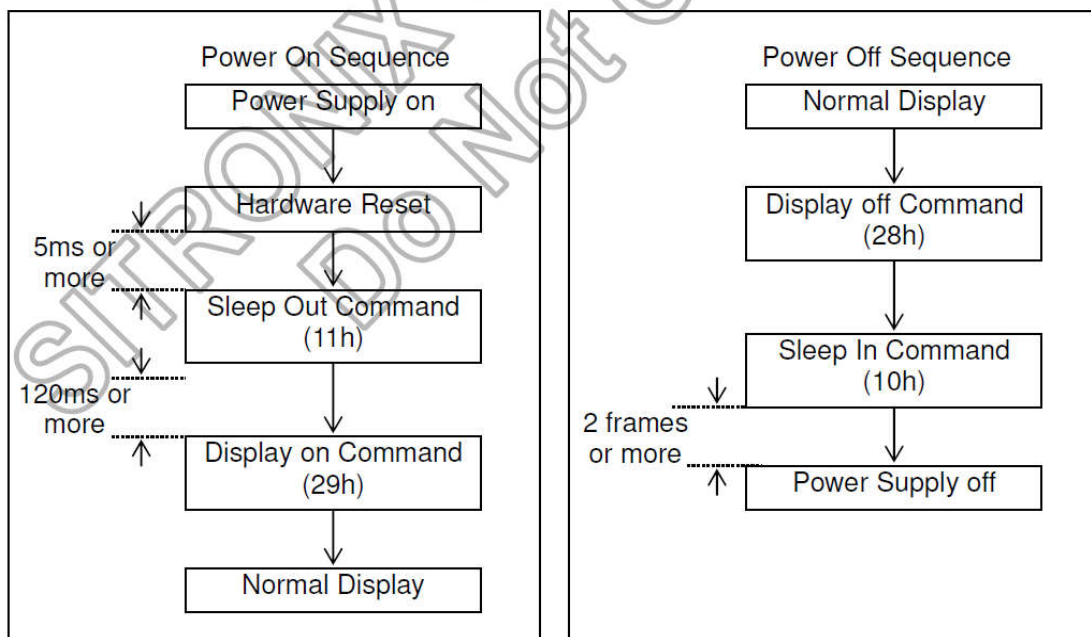 Power On Sequence
Power Supply on
Hardware Reset
5ms or
more
Sleep Out Command
(11h)
120ms or
more
Display on Command
(29h)
Normal Display
Power Off Sequence
Normal Display
Display off Command
(28h)
Sleep In Command
(10h)
2 frames
or more
Power Supply off
SITRONIX
Do Not